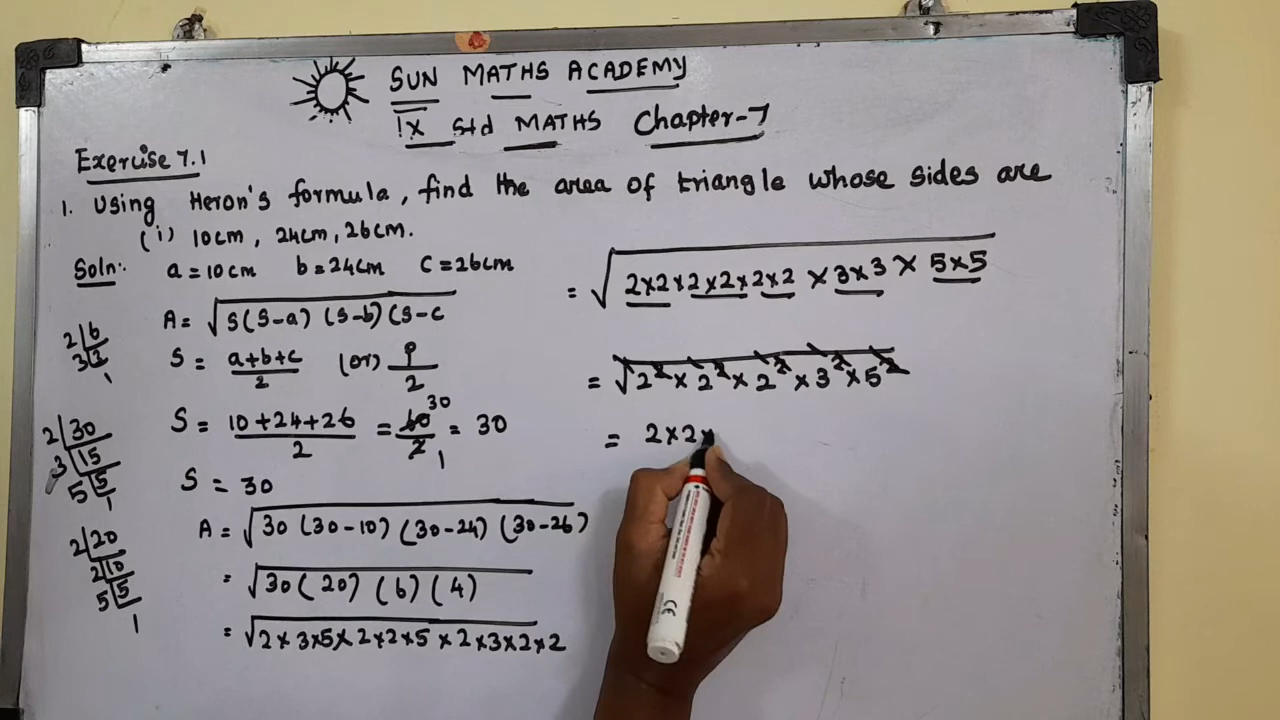 SUN MATHS ACADEMY
IX Std MATHS Chapter-7
Exercise 7.1
1. Using Heron's formula, find the area of triangle whose sides are
(i) 10cm, 24cm, 26cm.
Soln:- a=10cm b=24cm c=26cm
A= √S(S-a) (S-b) (S-c
S= a+b+c/2 (or) P/2
S= 10+24+26/2 = 60/2 = 30
30
1
S = 30
A= √30 (30-10) (30-24) (30-26)
= √30 (20) (6) (4)
= √2×3×5×2×2×5×2×3×2×2
2|6
3|3
1
2|30
3|15
5|5
1
2|20
2|10
5|5
1
= √2×2×2×2×2×2×3×3×5×5
= √2²×2²×2²×3²×5²
= 2×2×
CE